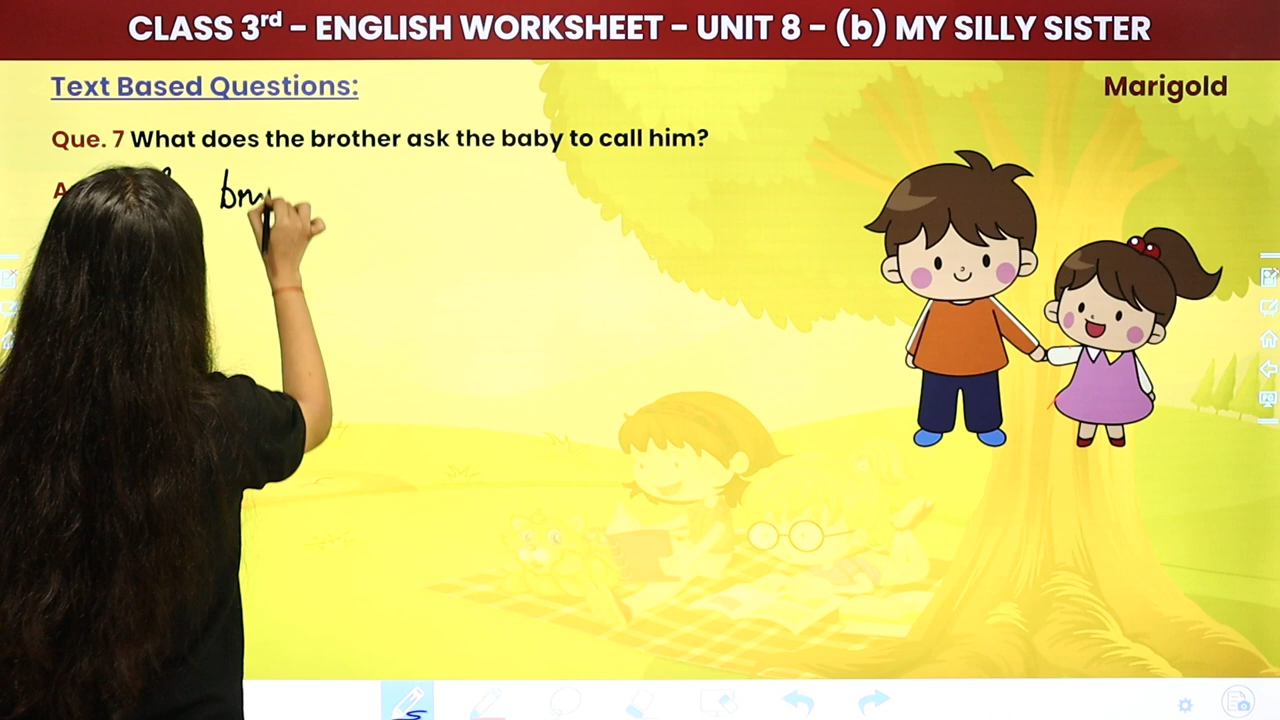 CLASS 3rd – ENGLISH WORKSHEET – UNIT 8 – (b) MY SILLY SISTER
Text Based Questions:
Marigold
Que. 7 What does the brother ask the baby to call him?